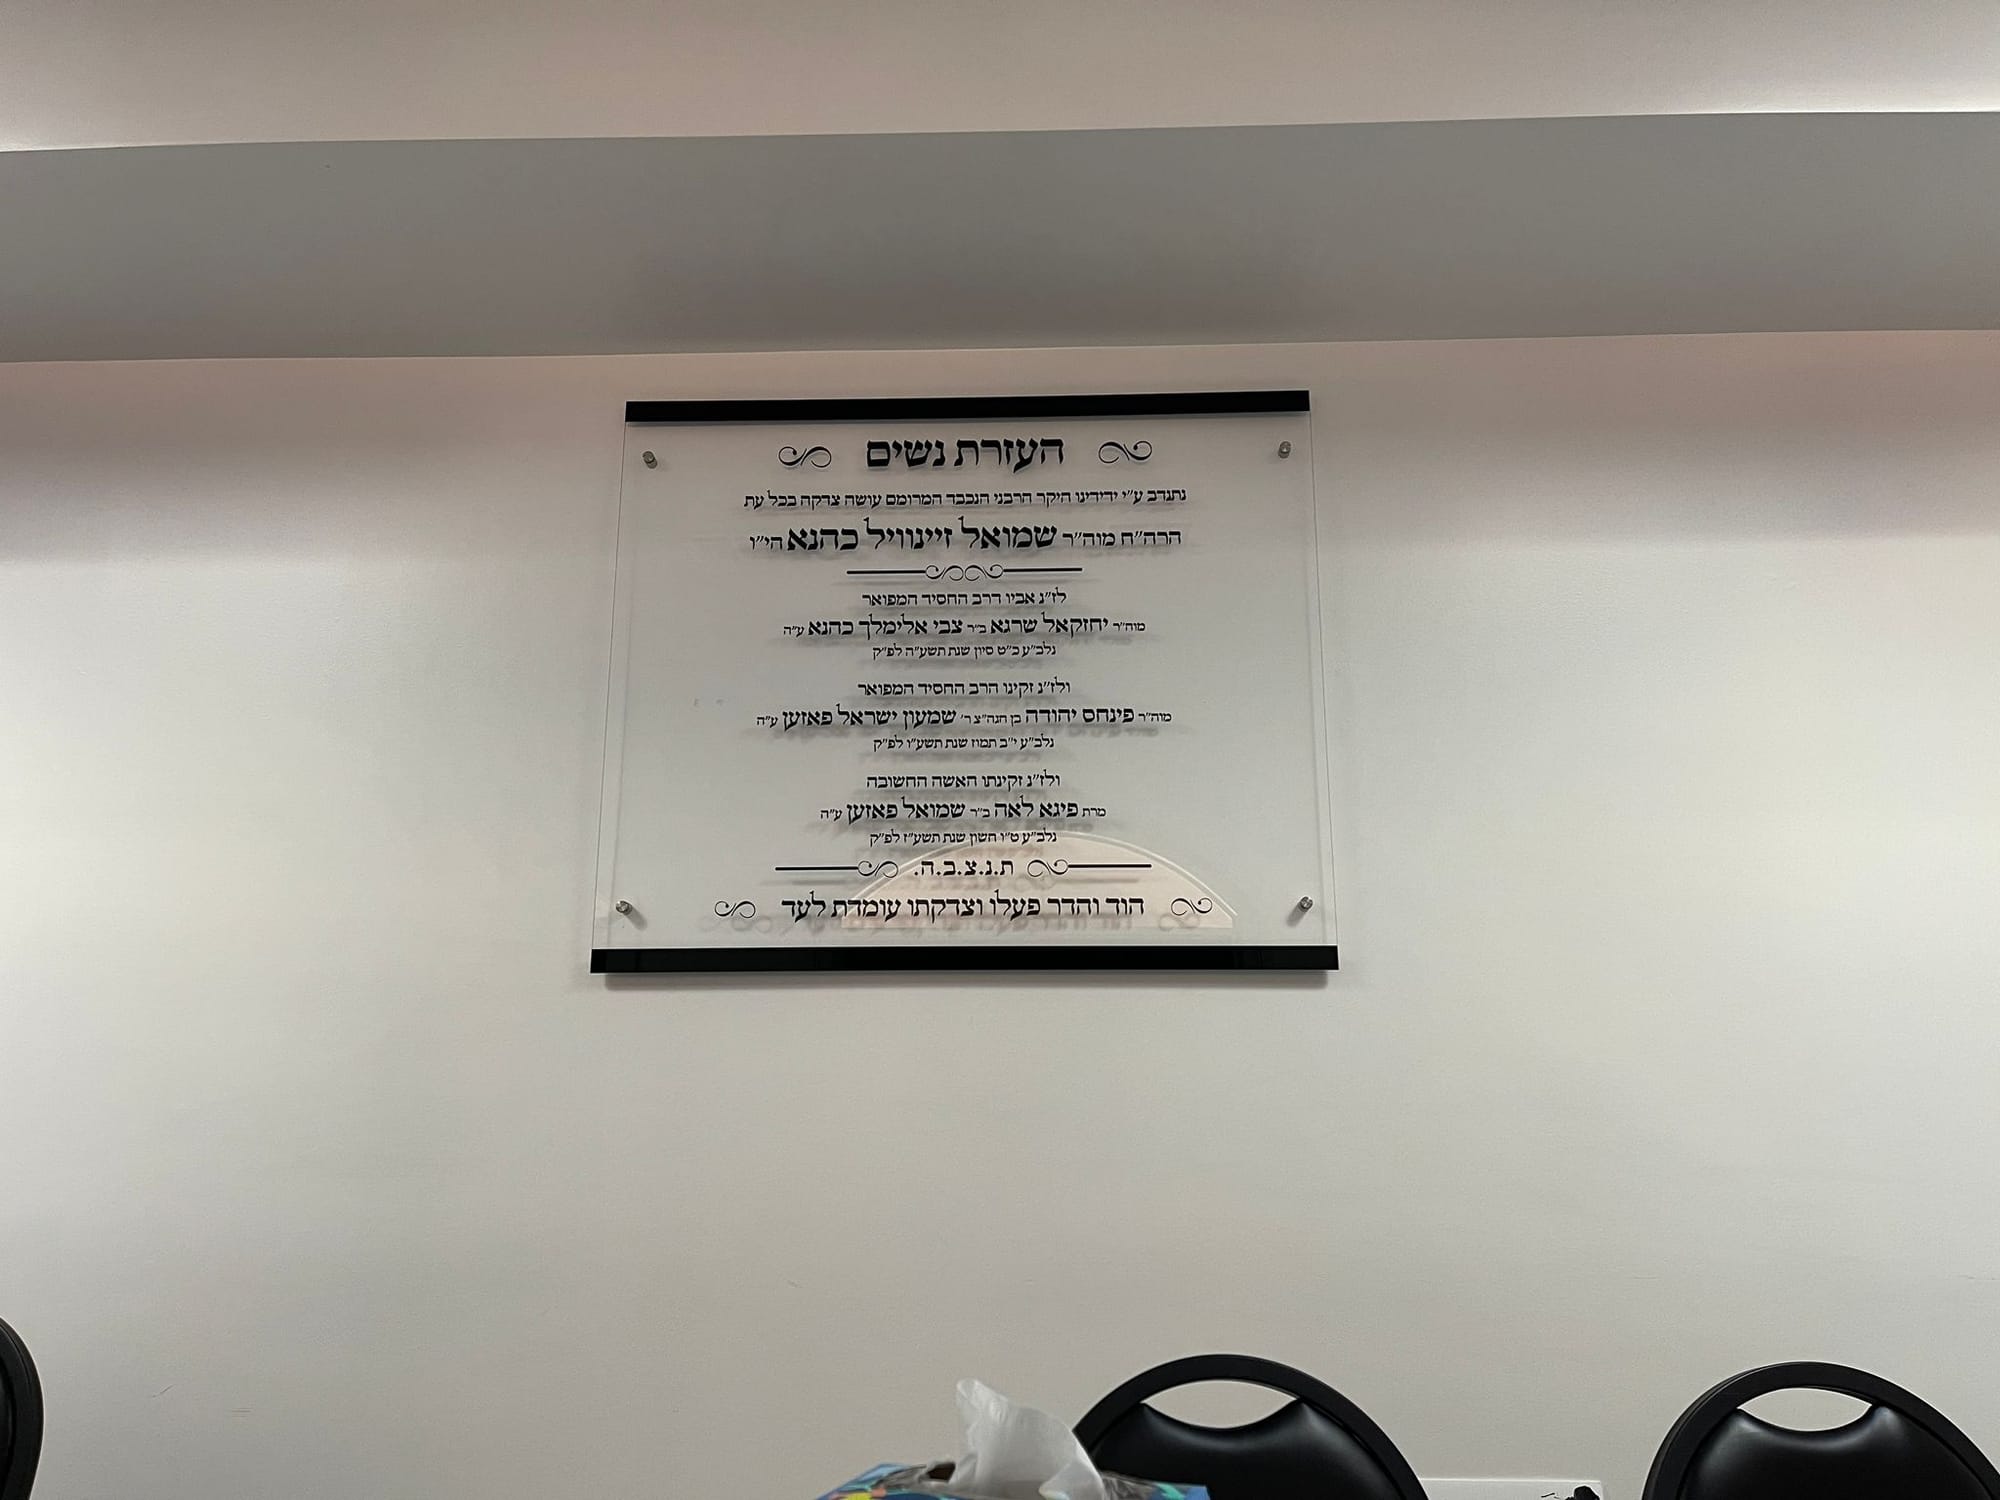 העזרת נשים
נתנדב ע״י ידידינו היקר הרבני הנכבד המרומם עושה צדקה בכל עת
הרה״ח מוה״ר שמואל זיינוויל כהנא הי״ו
לז״נ אביו הרב החסיד המפואר
מוה״ר יחזקאל שרגא ב״ר צבי אלימלך כהנא ע״ה
נלב״ע כ״ט סיון שנת תשע״ה לפ״ק
ולז״נ זקינו הרב החסיד המפואר
מוה״ר פינחס יהודה בן הגה״צ ר׳ שמעון ישראל פאזען ע״ה
נלב״ע י״ב תמוז שנת תשע״ו לפ״ק
ולז״נ זקינתו האשה החשובה
מרת פיגא לאה ב״ר שמואל פאזען ע״ה
נלב״ע ט״ו חשון שנת תשע״ז לפ״ק
ת.נ.צ.ב.ה.
הוד והדר פעלו וצדקתו עומדת לעד